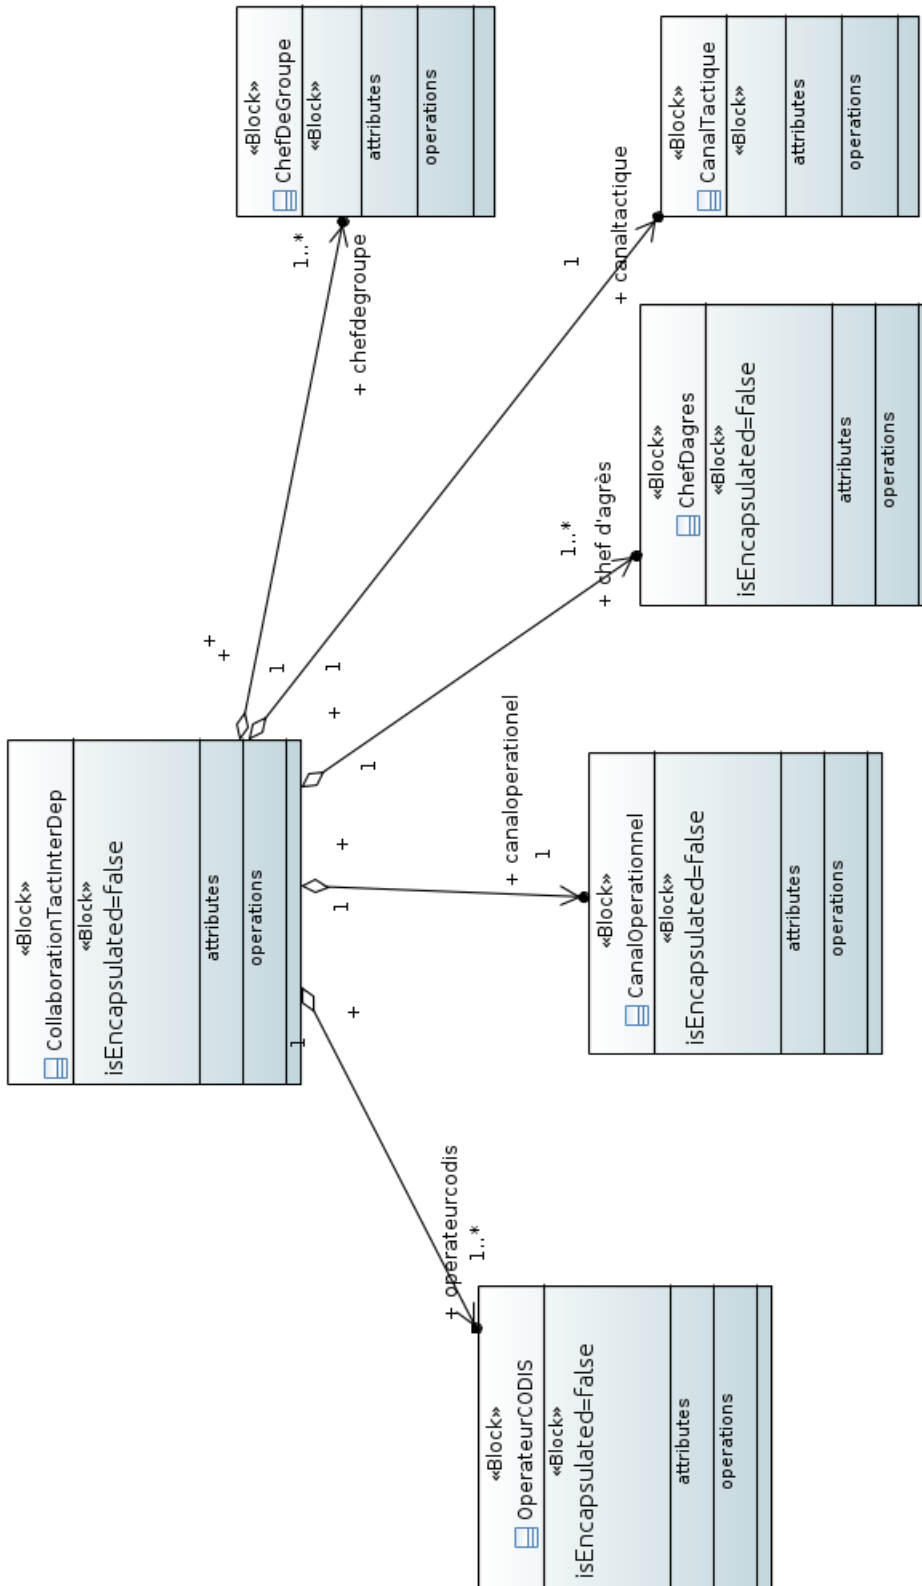 «Block»
CollaborationTactInterDep
«Block»
isEncapsulated=false
attributes
operations
1
+
1
+
1
+
1
+
1
+
+ operateurcodis
1..*
+ canaloperationel
1
+ chef d'agrès
1..*
+ canaltactique
1
+ chefdegroupe
1..*
«Block»
OperateurCODIS
«Block»
isEncapsulated=false
attributes
operations
«Block»
CanalOperationnel
«Block»
isEncapsulated=false
attributes
operations
«Block»
ChefDagres
«Block»
isEncapsulated=false
attributes
operations
«Block»
CanalTactique
«Block»
attributes
operations
«Block»
ChefDeGroupe
«Block»
attributes
operations